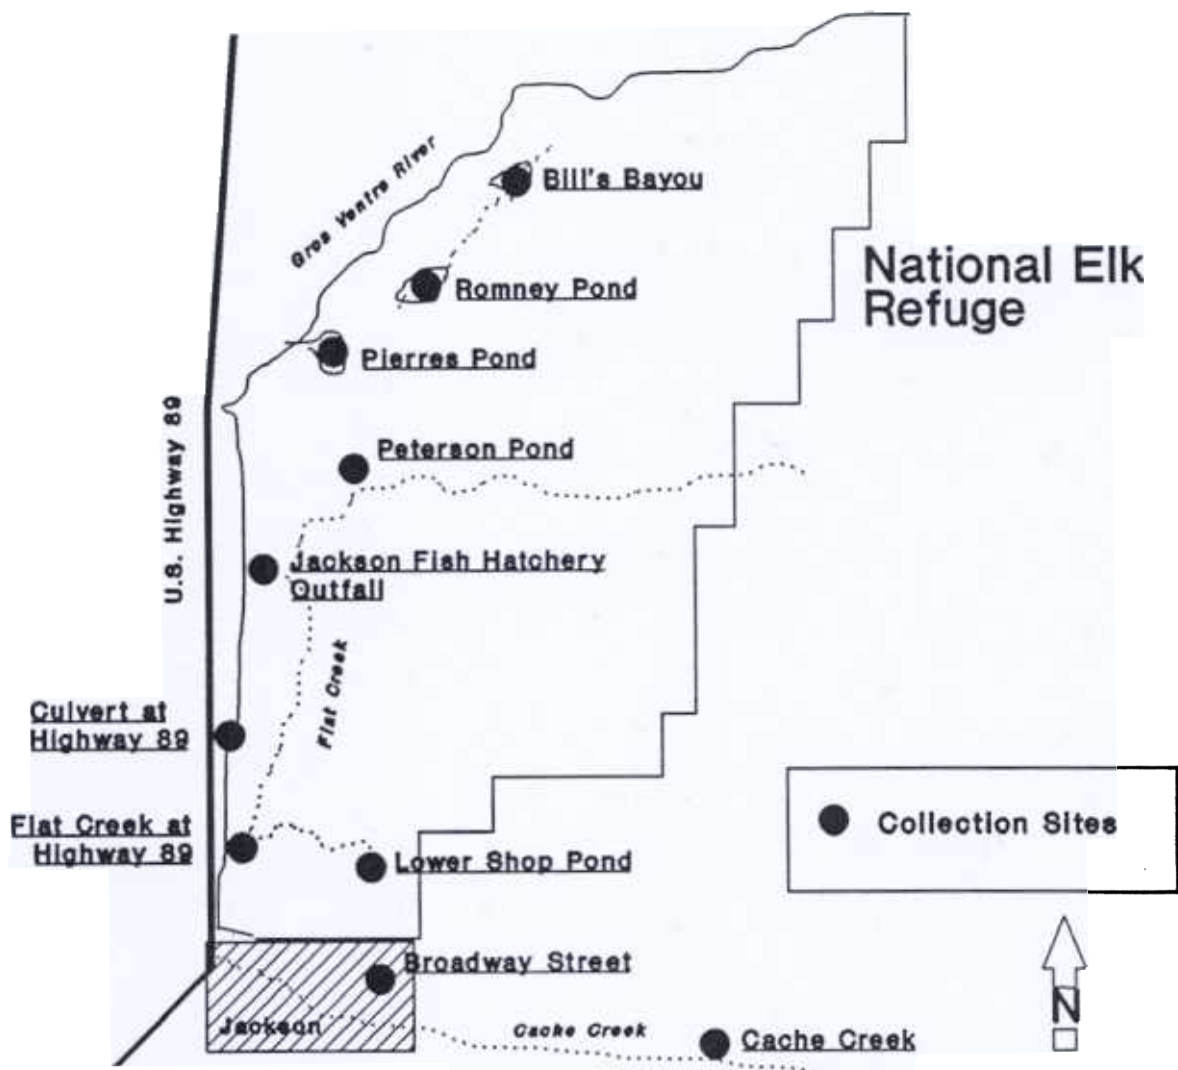 Gros Ventre River
Bill's Bayou
National Elk
Refuge
Romney Pond
Pierres Pond
U.S. Highway 89
Peterson Pond
Jackson Fish Hatchery
Outfall
Flat Creek
Culvert at
Highway 89
Flat Creek at
Highway 89
Collection Sites
Lower Shop Pond
Broadway Street
Jackson
Cache Creek
Cache Creek
N